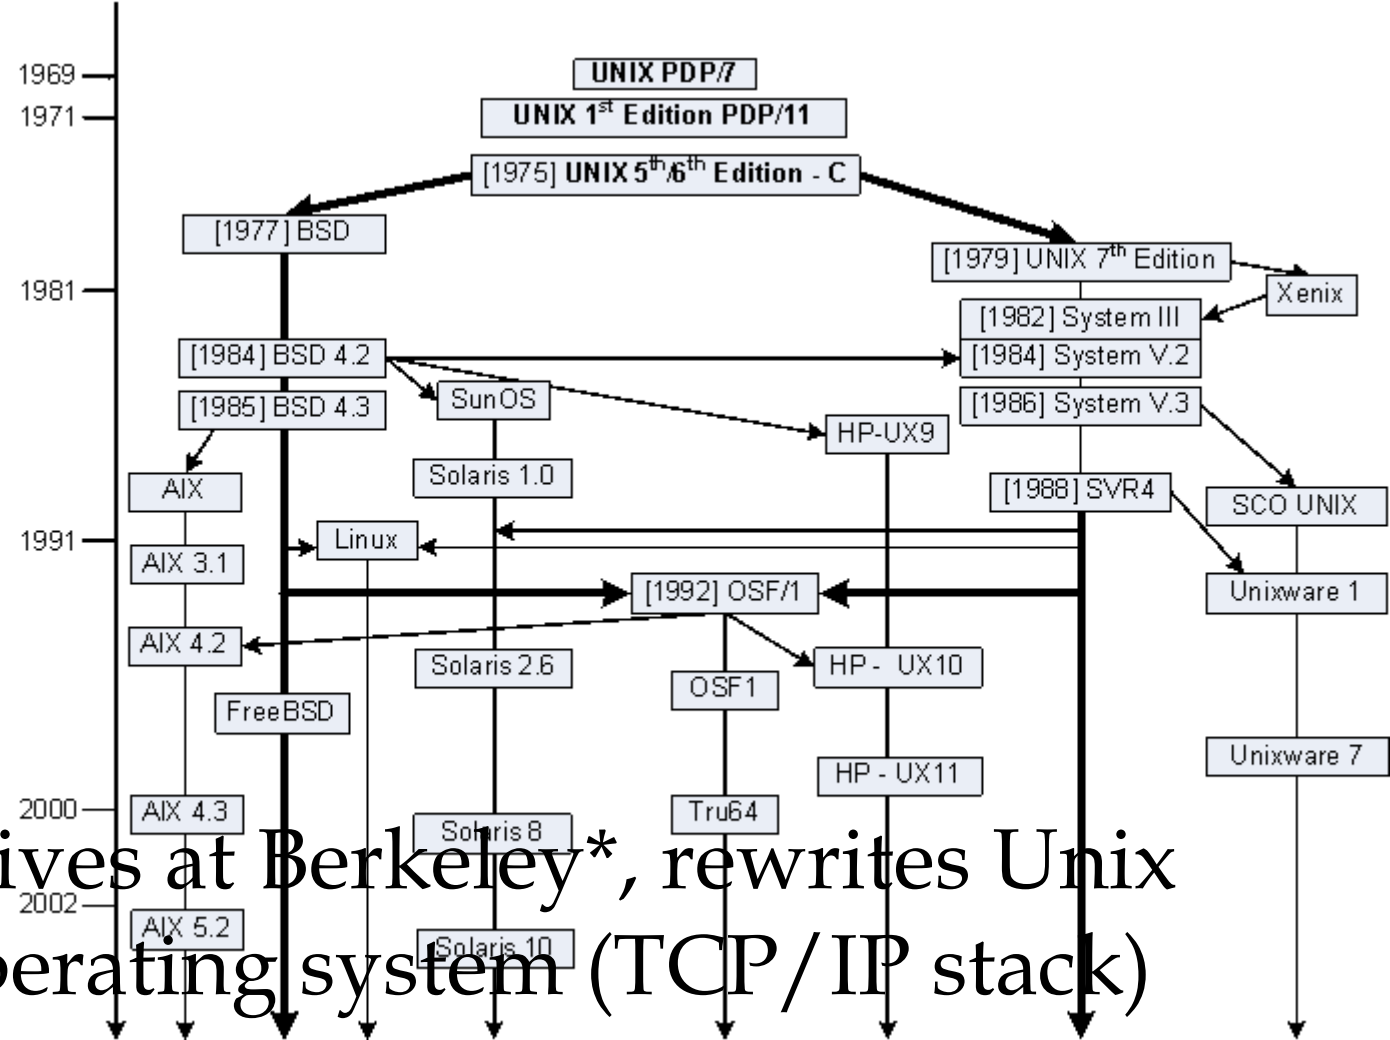 1969
UNIX PDP/7
1971
UNIX 1st Edition PDP/11
[1975] UNIX 5th/6th Edition - C
[1977] BSD
[1979] UNIX 7th Edition
1981
Xenix
[1982] System III
[1984] BSD 4.2
[1984] System V.2
SunOS
[1985] BSD 4.3
[1986] System V.3
HP-UX9
Solaris 1.0
AIX
[1988] SVR4
SCO UNIX
1991
Linux
AIX 3.1
[1992] OSF/1
Unixware 1
AIX 4.2
Solaris 2.6
HP - UX10
OSF1
FreeBSD
Unixware 7
HP - UX11
2000
AIX 4.3
Tru64
Solaris 8
ives at Berkeley*, rewrites Unix
2002
AIX 5.2
Solaris 10
perating system (TCP/IP stack)